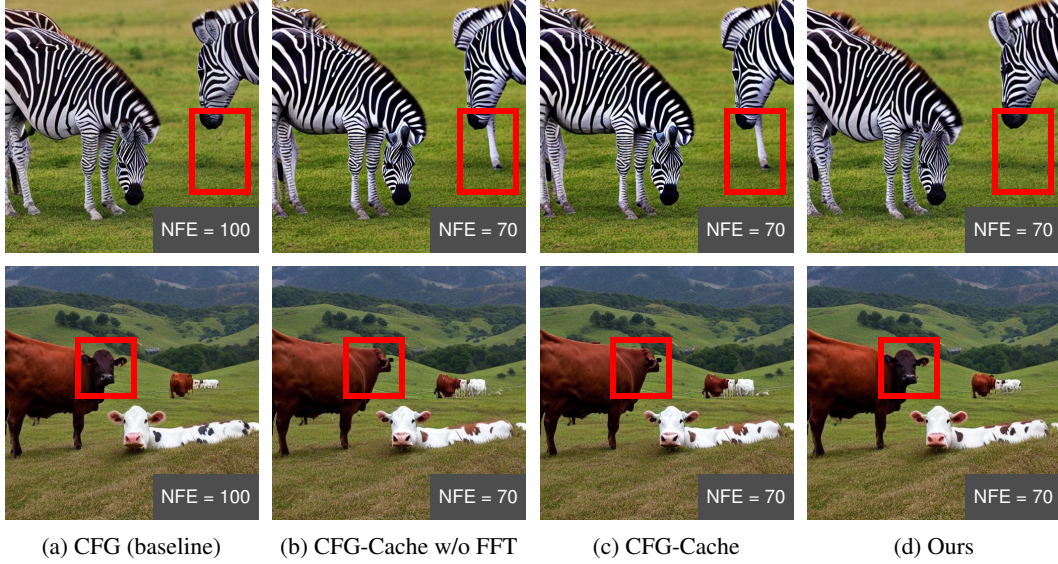 NFE = 100
NFE = 70
NFE = 70
NFE = 70
NFE = 100
NFE = 70
NFE = 70
NFE = 70
(a) CFG (baseline)
(b) CFG-Cache w/o FFT
(c) CFG-Cache
(d) Ours